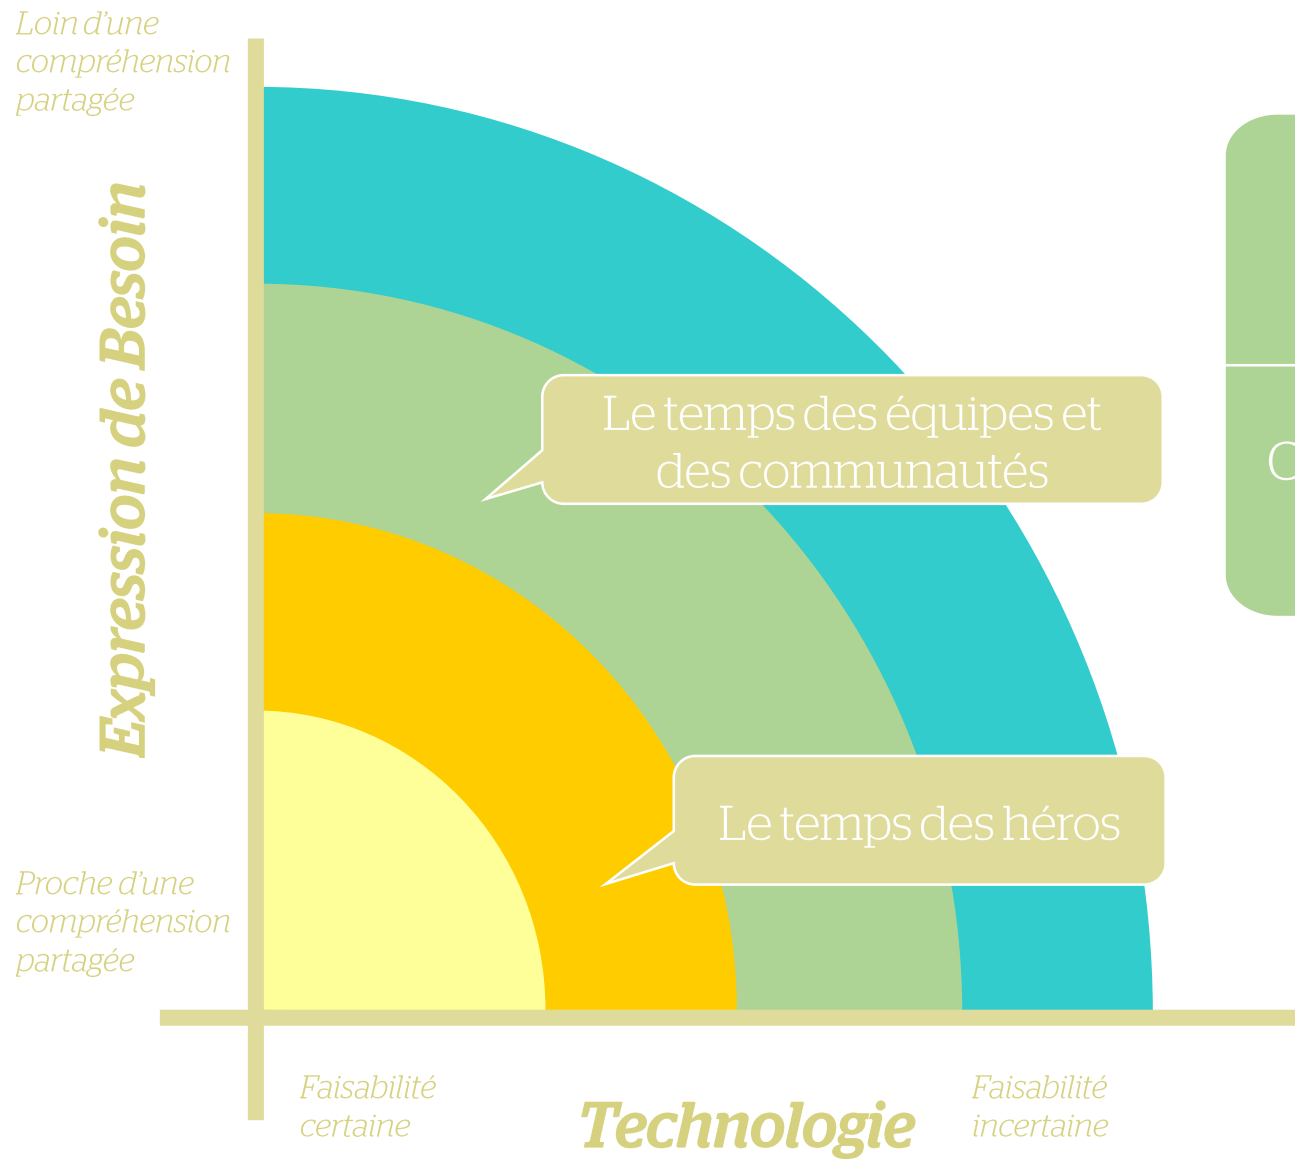 Loin d'une
compréhension
partagée
Expression de Besoin
Le temps des équipes et
des communautés
Le temps des héros
Proche d'une
compréhension
partagée
Faisabilité
certaine
Technologie
Faisabilité
incertaine